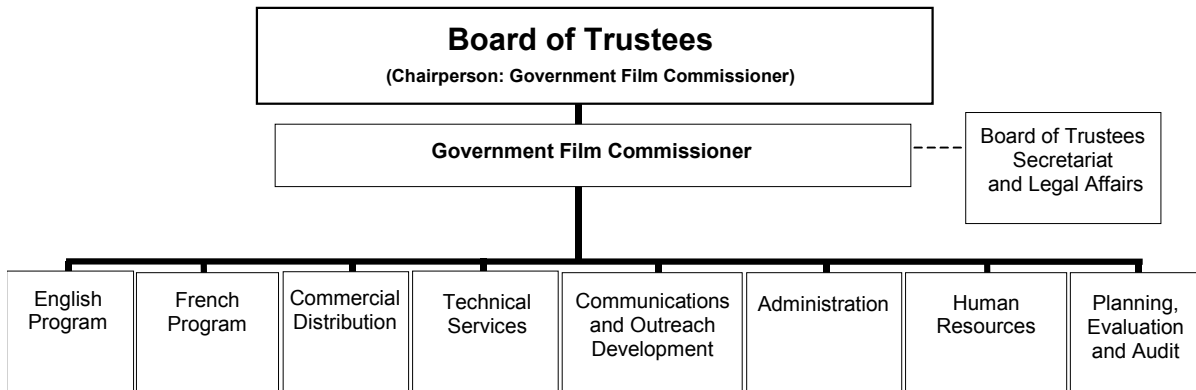 Board of Trustees
(Chairperson: Government Film Commissioner)
Government Film Commissioner
Board of Trustees
Secretariat
and Legal Affairs
English
Program
French
Program
Commercial
Distribution
Technical
Services
Communications
and Outreach
Development
Administration
Human
Resources
Planning,
Evaluation
and Audit